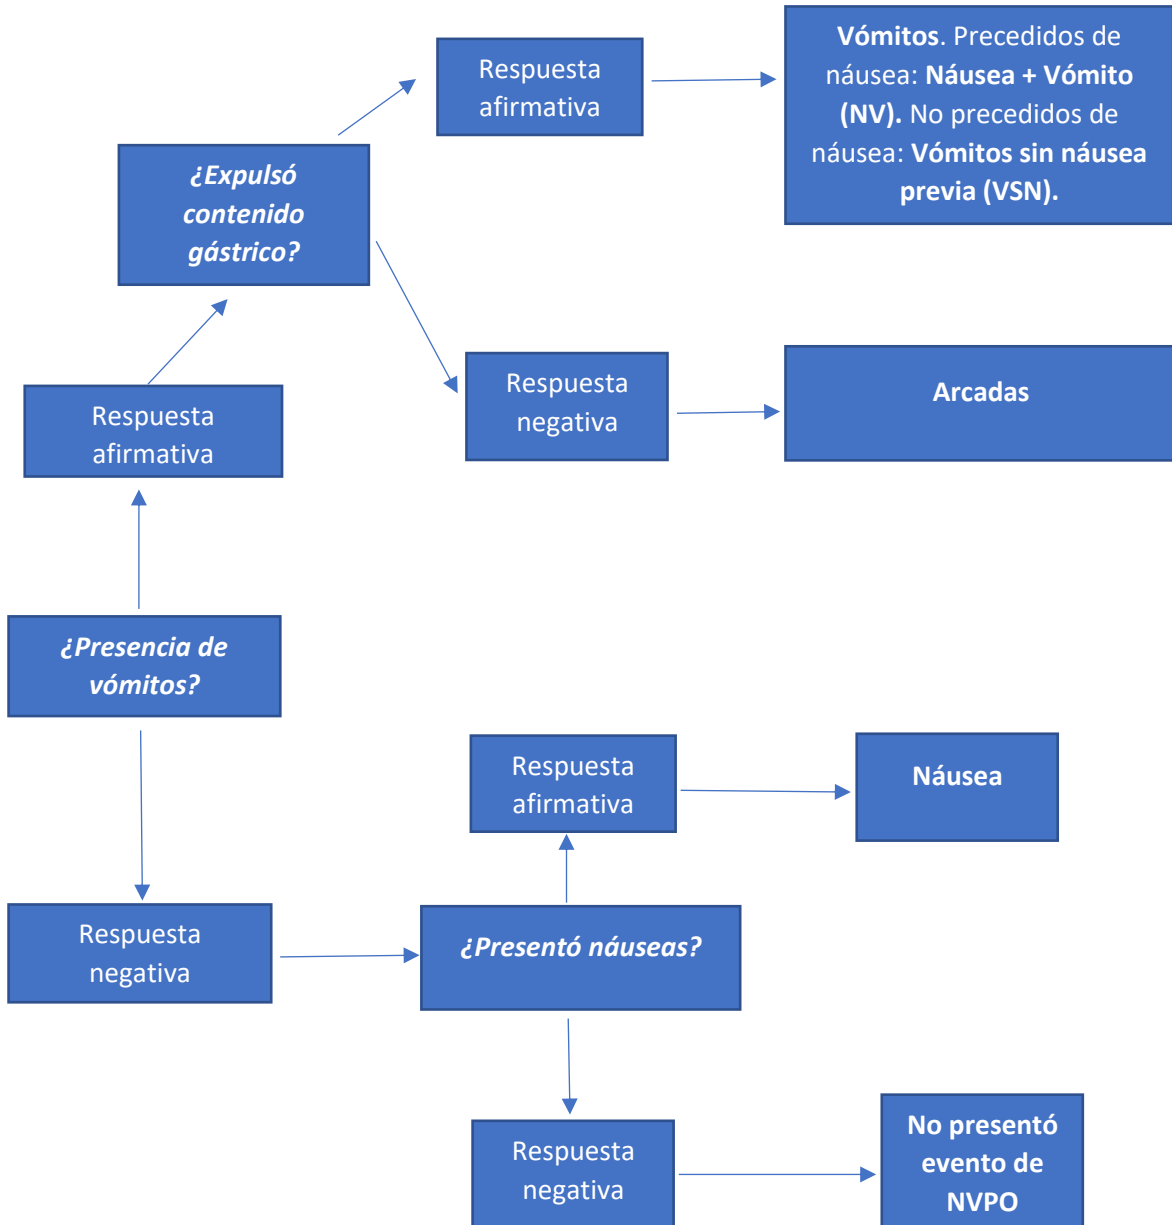 Respuesta
afirmativa
Vómitos. Precedidos de
náusea: Náusea + Vómito
(NV). No precedidos de
náusea: Vómitos sin náusea
previa (VSN).
¿Expulsó
contenido
gástrico?
Respuesta
negativa
Arcadas
Respuesta
afirmativa
¿Presencia de
vómitos?
Respuesta
afirmativa
Náusea
Respuesta
negativa
¿Presentó náuseas?
Respuesta
negativa
No presentó
evento de
NVPO